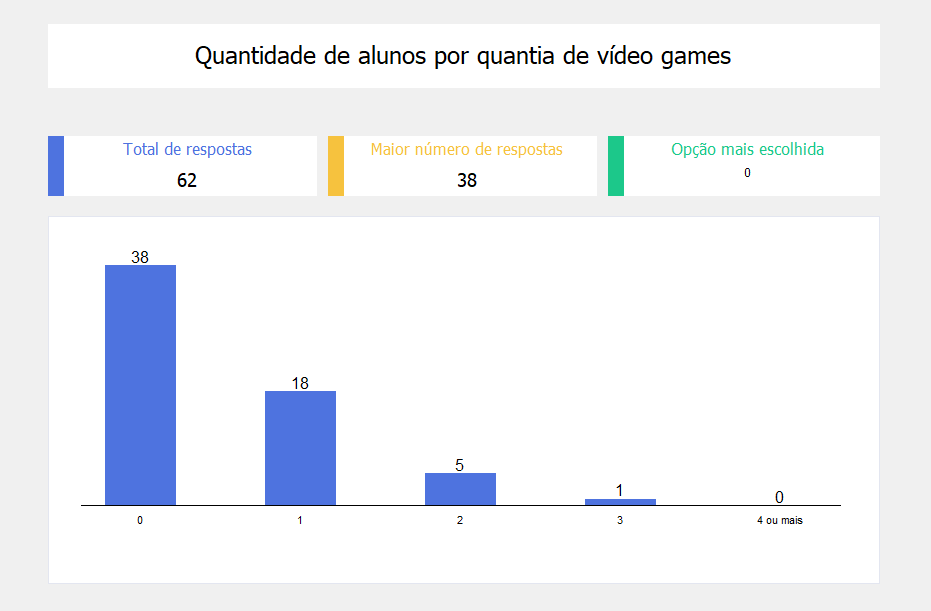 Quantidade de alunos por quantia de vídeo games
Total de respostas
62
Maior número de respostas
38
Opção mais escolhida
0
38
18
5
1
0
0
1
2
3
4 ou mais